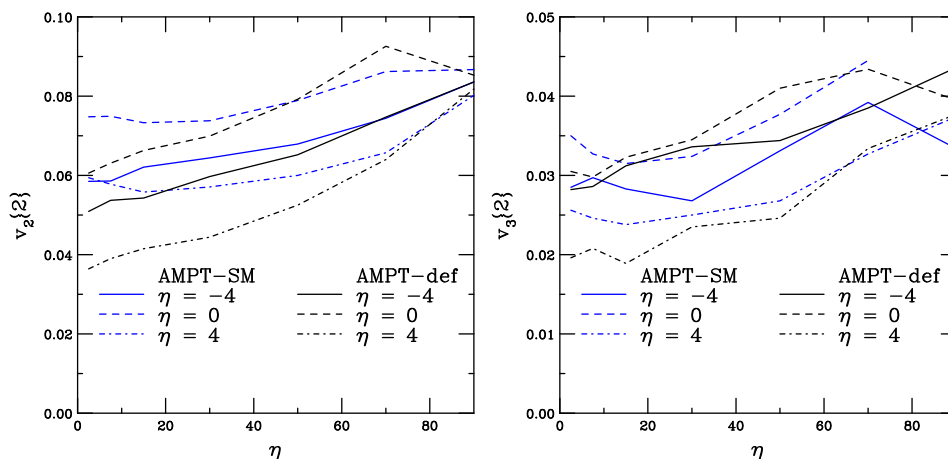 0.10
0.08
0.06
0.04
0.02
0.00
v2{2}
AMPT-SM
η = -4
η = 0
η = 4
AMPT-def
η = -4
η = 0
η = 4
0 20 40 60 80
η
0.05
0.04
0.03
0.02
0.01
0.00
v3{2}
AMPT-SM
η = -4
η = 0
η = 4
AMPT-def
η = -4
η = 0
η = 4
0 20 40 60 80
η